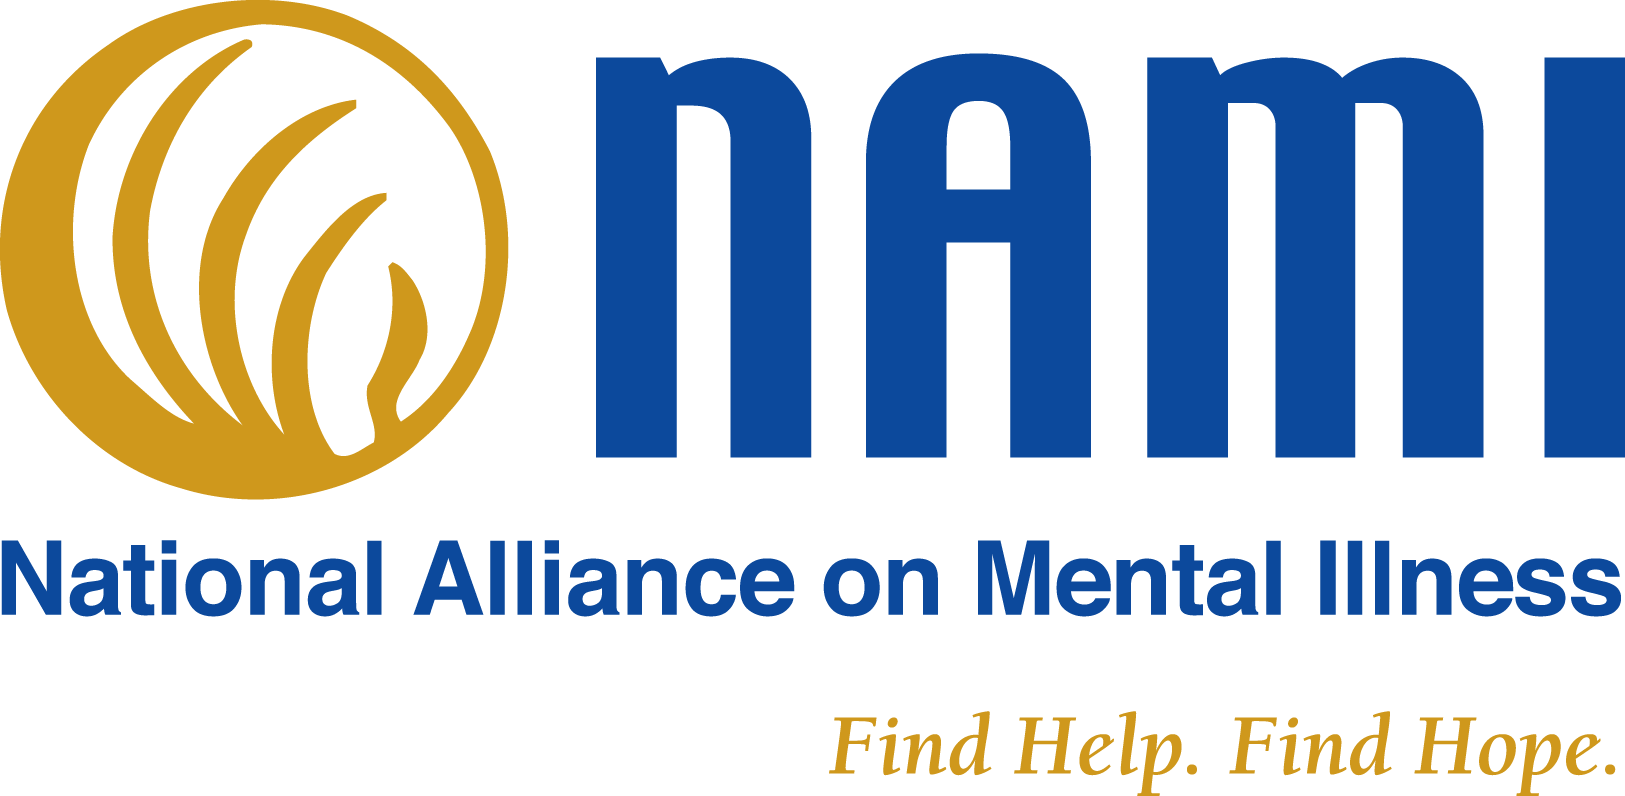 NAMI
National Alliance on Mental Illness
Find Help. Find Hope.